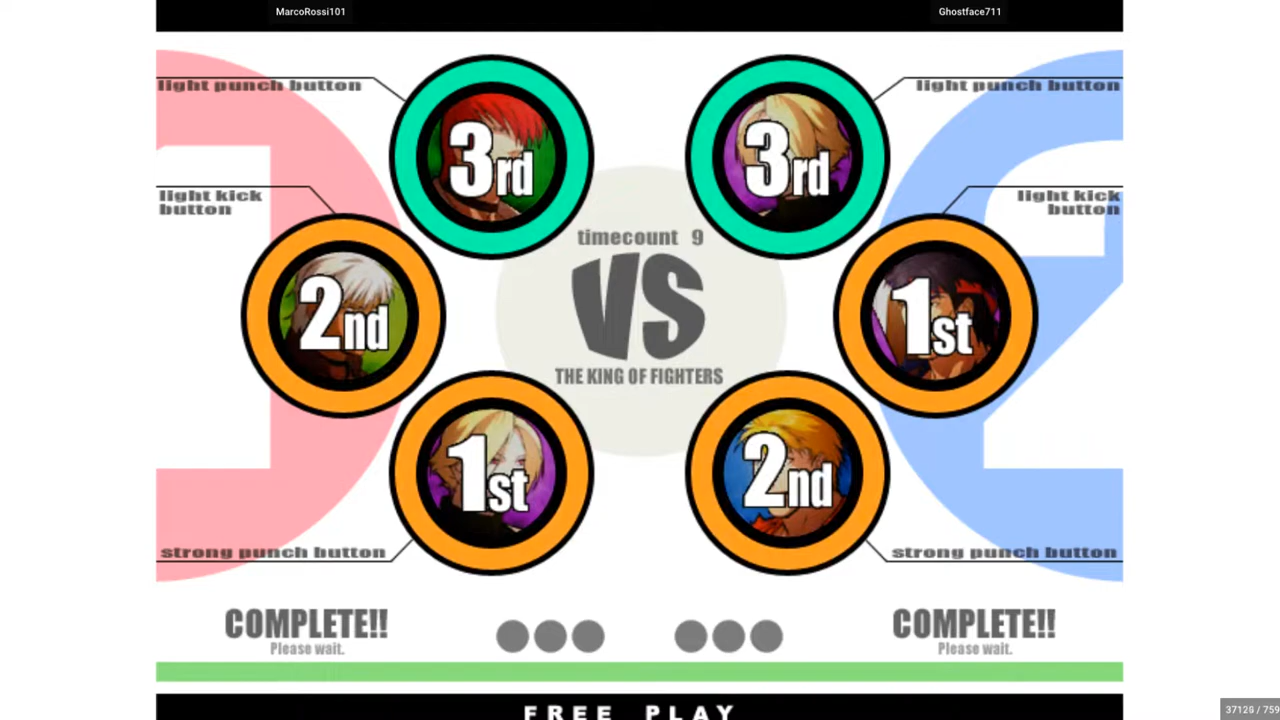 MarcoRossi101
Ghostface711
light punch button
light punch button
3rd
3rd
light kick
button
light kick
button
timecount 9
VS
THE KING OF FIGHTERS
2nd
1st
1st
2nd
strong punch button
strong punch button
COMPLETE!!
Please wait.
COMPLETE!!
Please wait.
FREE PLAY